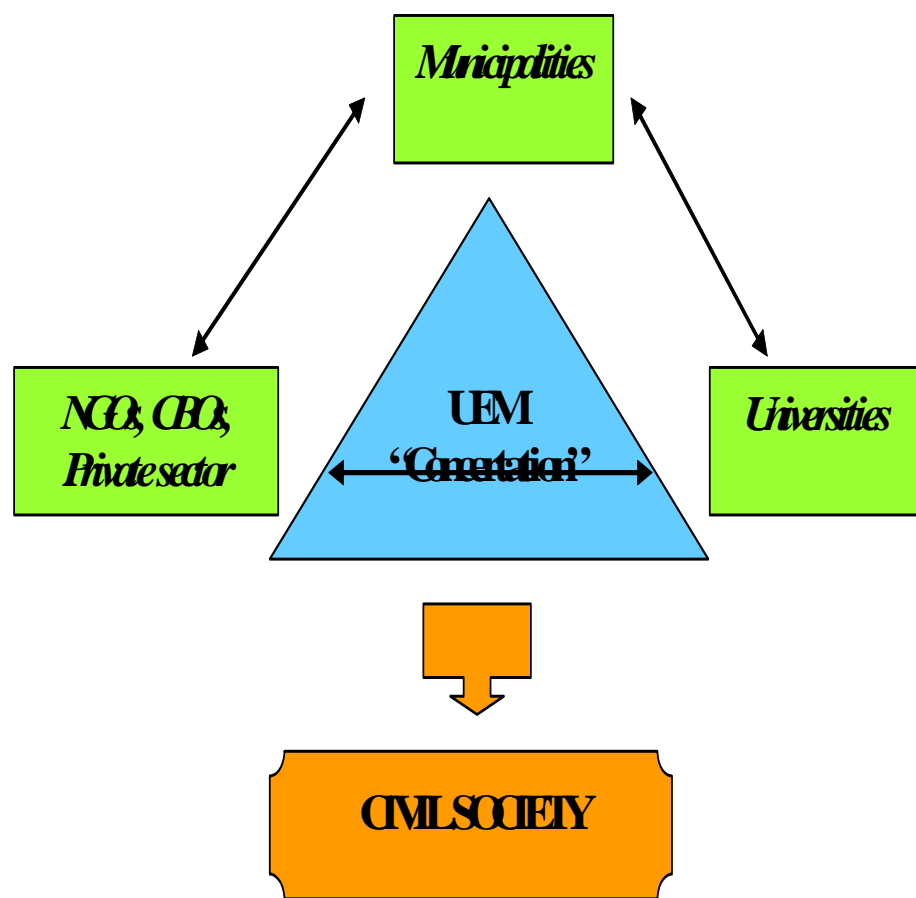 Municipalities
NGOs, CBOs,
Private sector
UEM
“Concertation”
Universities
CIVIL SOCIETY